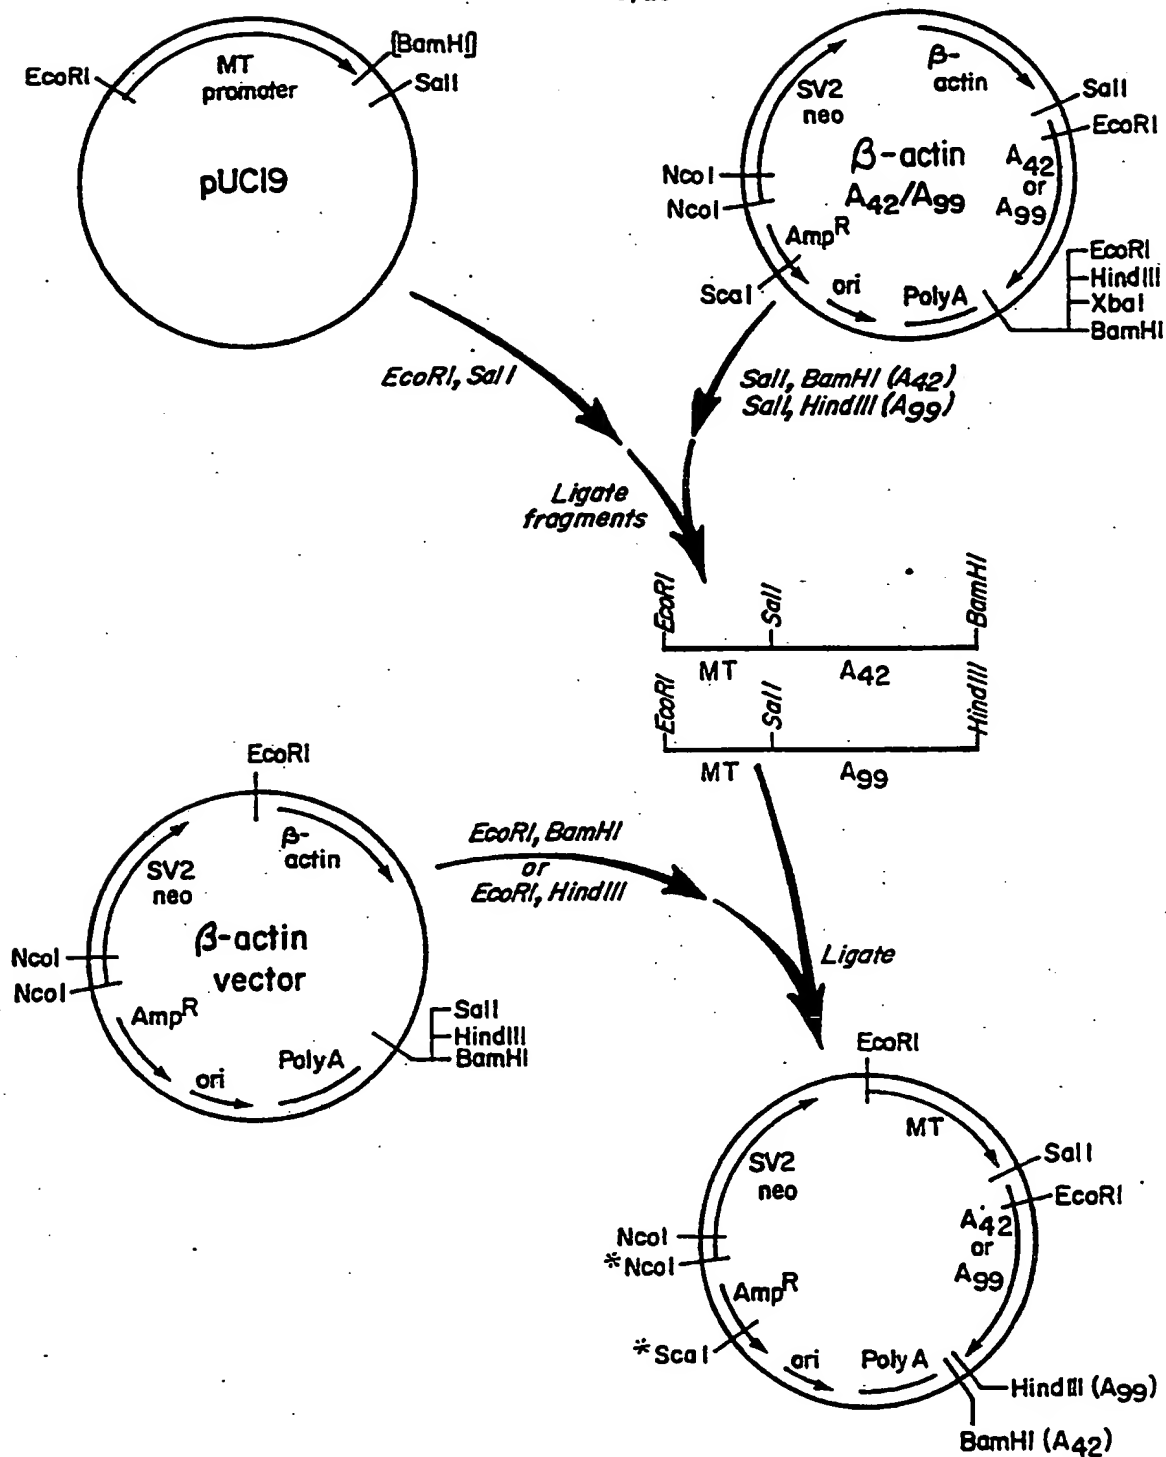 EcoRI
MT
promoter
[BamHI]
SalI
pUC19
SV2
neo
β-
actin
SalI
EcoRI
β-actin
A42/A99
A42
or
A99
NcoI
NcoI
AmpR
ScaI
ori
PolyA
EcoRI
HindIII
XbaI
BamHI
EcoRI, SalI
SalI, BamHI (A42)
SalI, HindIII (A99)
Ligate
fragments
EcoRI
SalI
BamHI
MT
A42
EcoRI
SalI
HindIII
MT
A99
EcoRI
β-
actin
SV2
neo
β-actin
vector
NcoI
NcoI
AmpR
ori
PolyA
SalI
HindIII
BamHI
EcoRI, BamHI
or
EcoRI, HindIII
Ligate
EcoRI
MT
SalI
EcoRI
SV2
neo
A42
or
A99
NcoI
*NcoI
AmpR
*ScaI
ori
PolyA
HindIII (A99)
BamHI (A42)